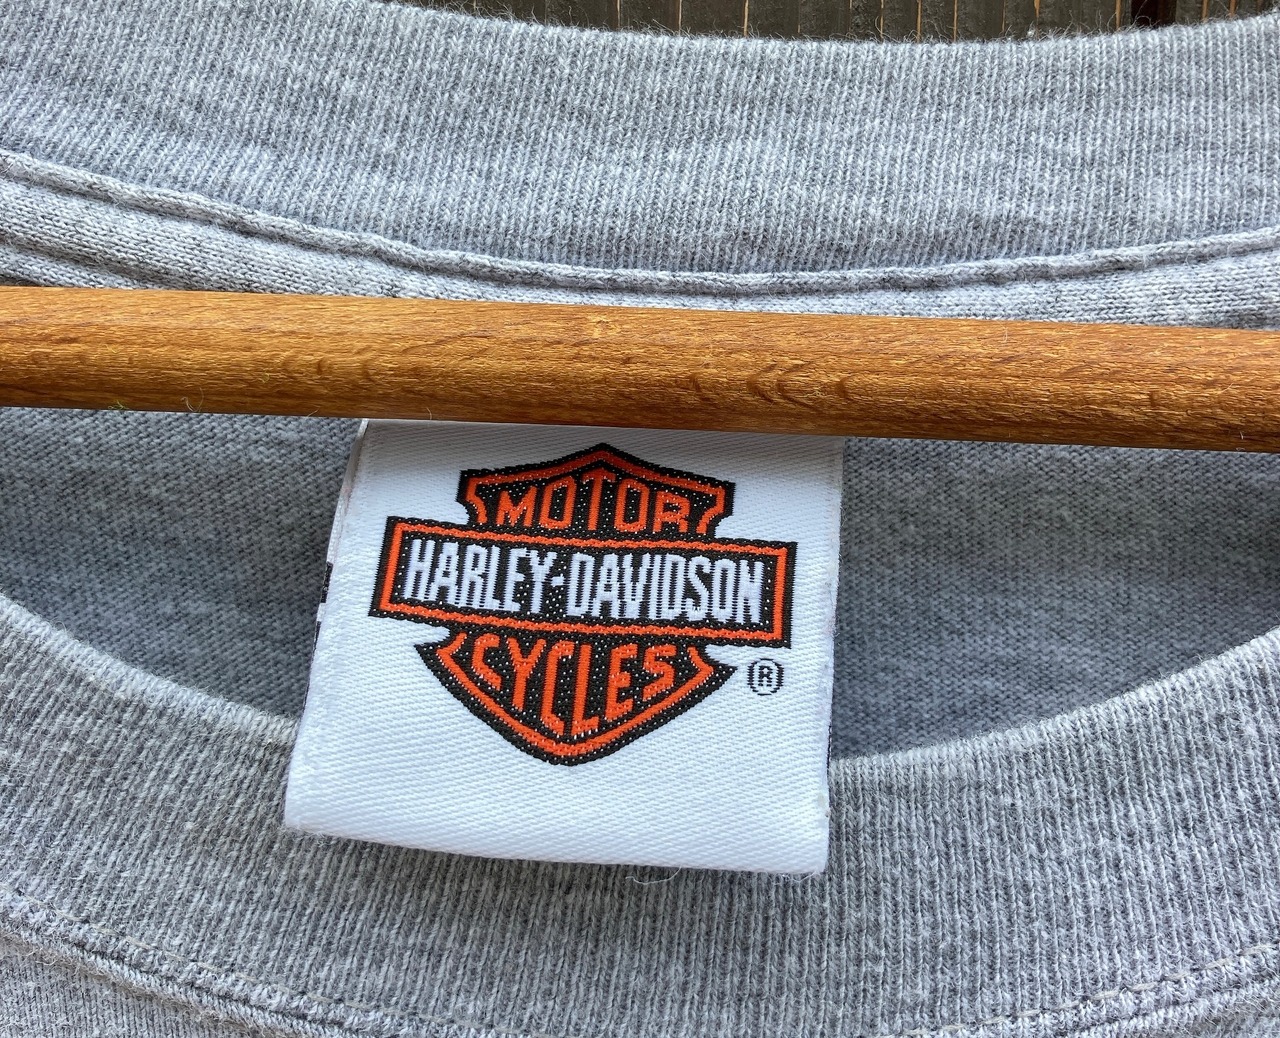 MOTOR
HARLEY-DAVIDSON
CYCLES
®